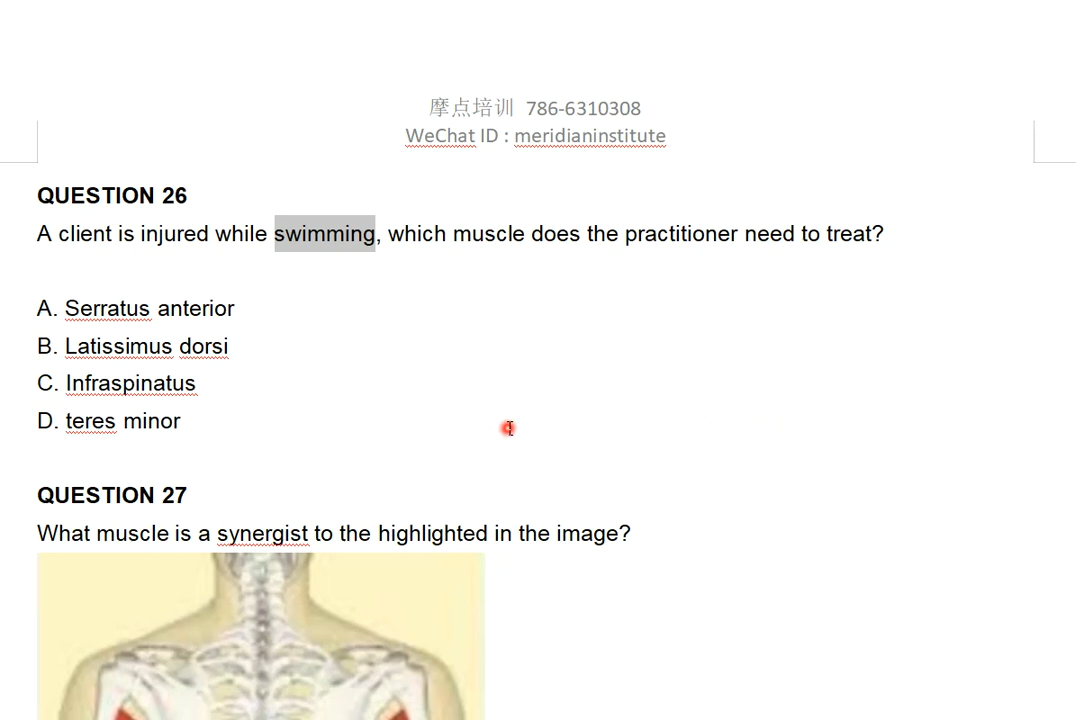 摩点培训 786-6310308
WeChat ID : meridianinstitute
QUESTION 26
A client is injured while swimming, which muscle does the practitioner need to treat?
A. Serratus anterior
B. Latissimus dorsi
C. Infraspinatus
D. teres minor
QUESTION 27
What muscle is a synergist to the highlighted in the image?